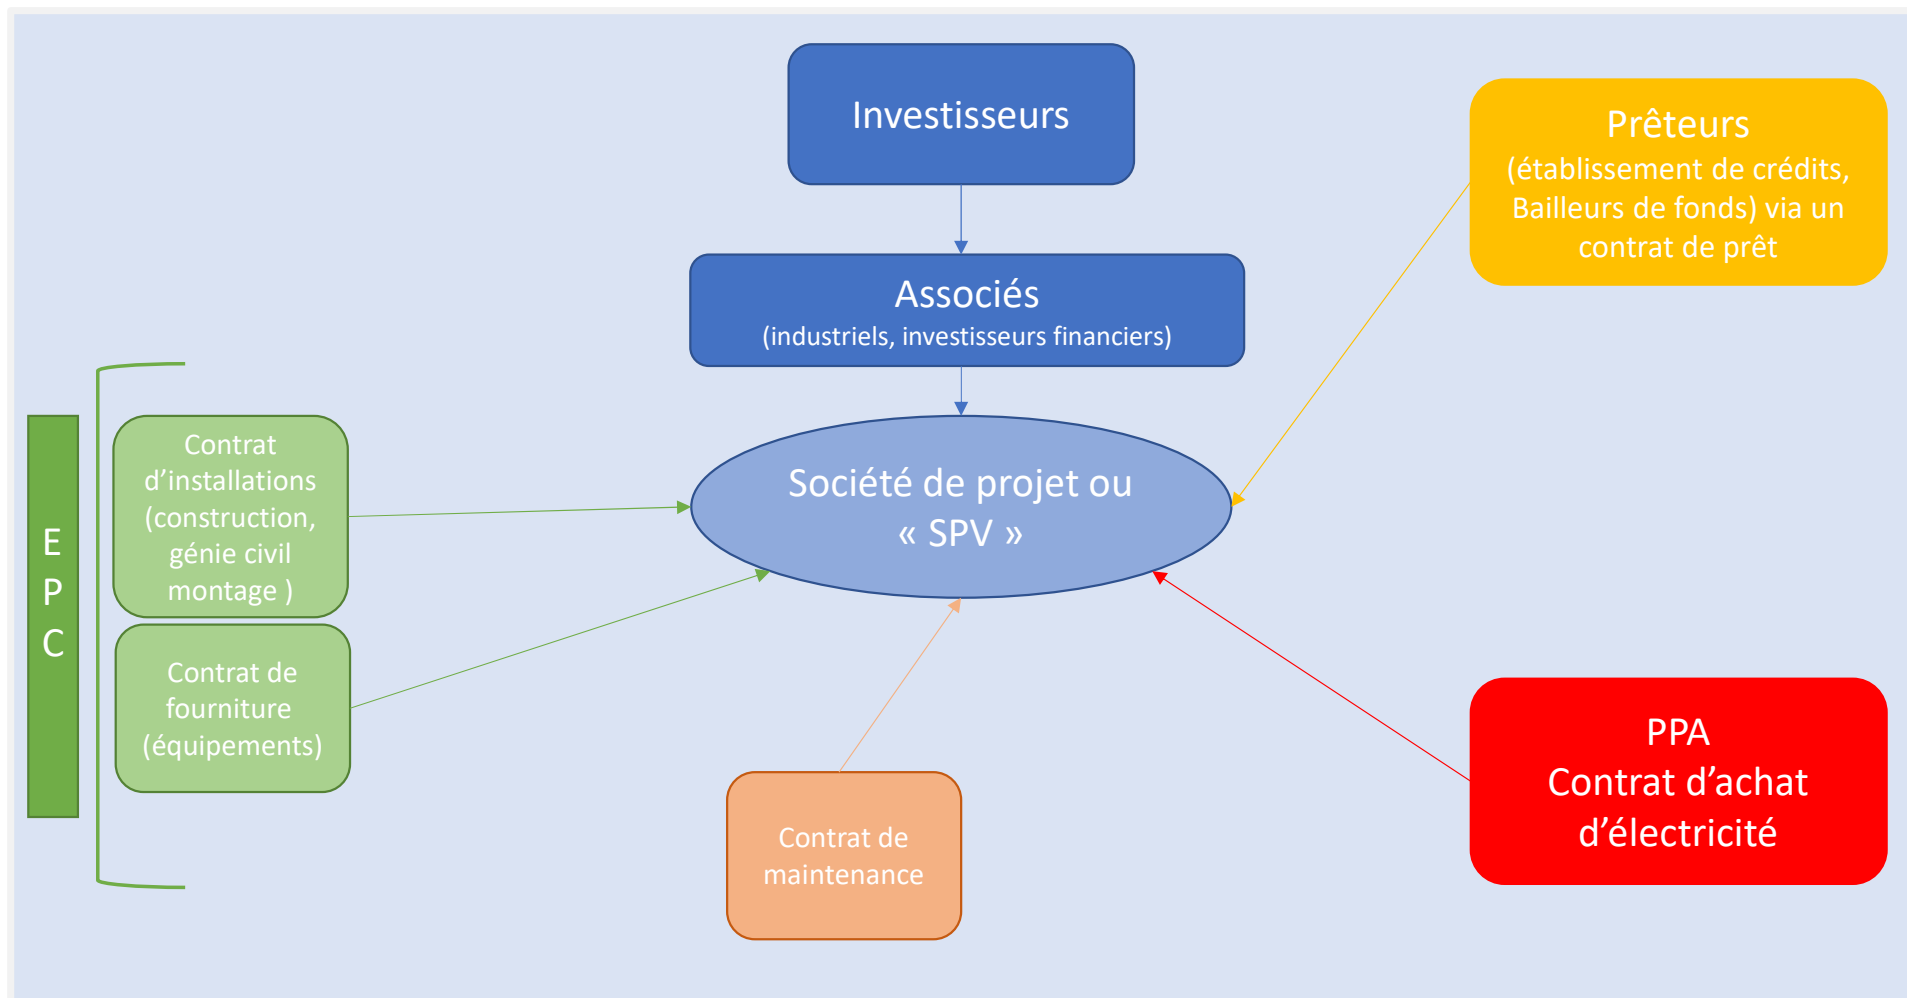 Investisseurs
Prêteurs
(établissement de crédits,
Bailleurs de fonds) via un
contrat de prêt
Associés
(industriels, investisseurs financiers)
E
P
C
Contrat
d’installations
(construction,
génie civil
montage )
Société de projet ou
« SPV »
Contrat de
fourniture
(équipements)
Contrat de
maintenance
PPA
Contrat d’achat
d’électricité